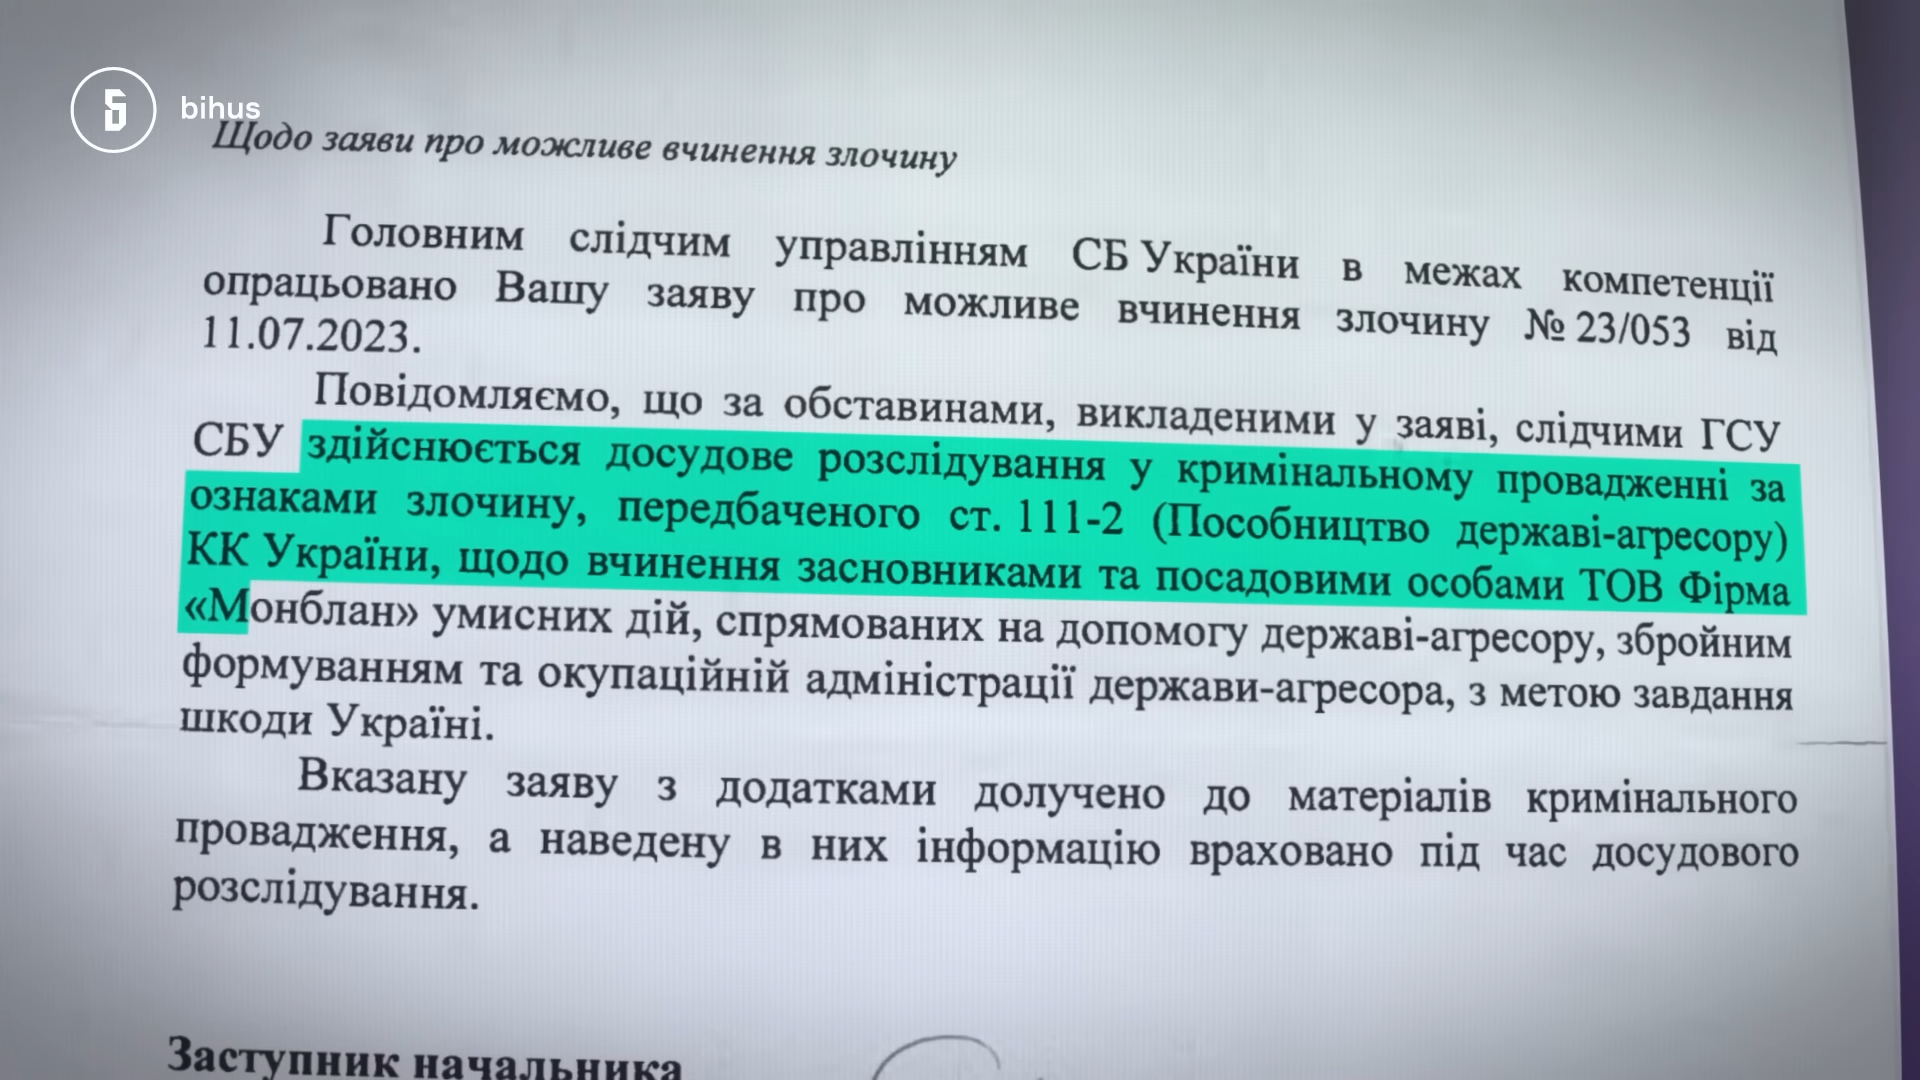 bihus
Щодо заяви про можливе вчинення злочину
Головним слідчим управлінням СБ України в межах компетенції
опрацьовано Вашу заяву про можливе вчинення злочину № 23/053 від
11.07.2023.
Повідомляємо, що за обставинами, викладеними у заяві, слідчими ГСУ
СБУ здійснюється досудове розслідування у кримінальному провадженні за
ознаками злочину, передбаченого ст. 111-2 (Пособництво державі-агресору)
КК України, щодо вчинення засновниками та посадовими особами ТОВ Фірма
«Монблан» умисних дій, спрямованих на допомогу державі-агресору, збройним
формуванням та окупаційній адміністрації держави-агресора, з метою завдання
шкоди Україні.
Вказану заяву з додатками долучено до матеріалів кримінального
провадження, а наведену в них інформацію враховано під час досудового
розслідування.
Заступник начальника